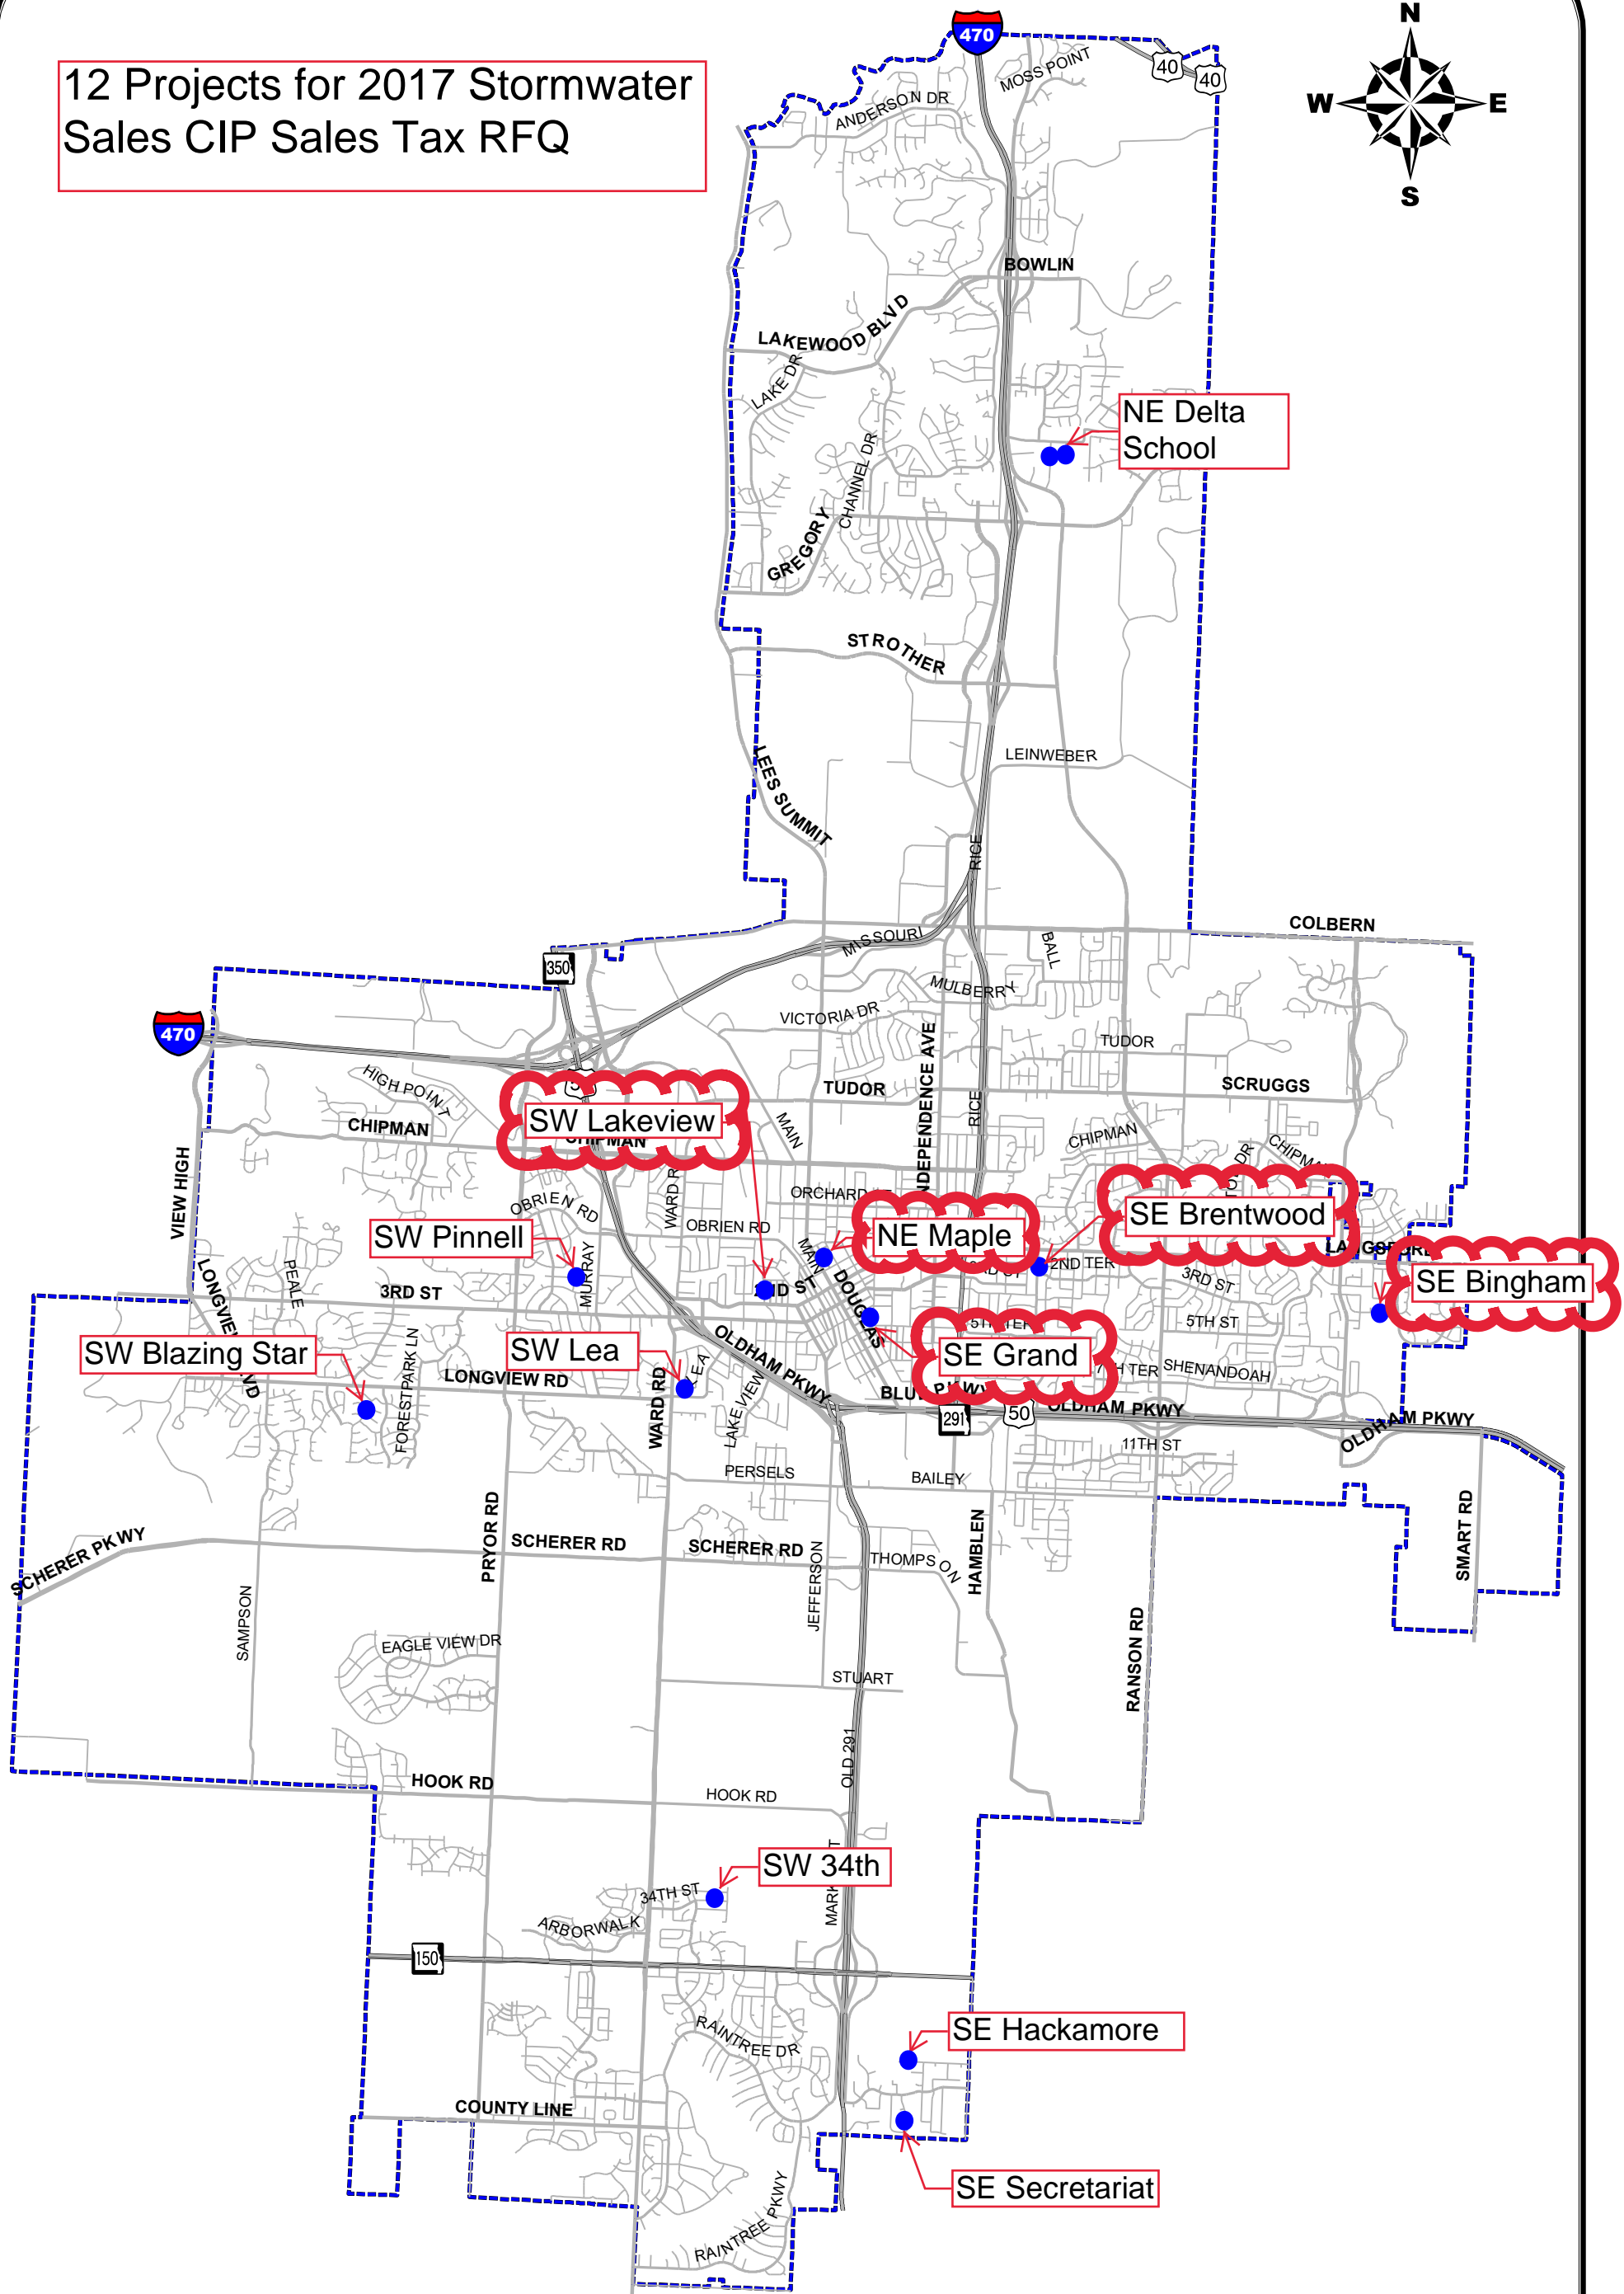 12 Projects for 2017 Stormwater
Sales CIP Sales Tax RFQ
N
W
E
S
470
40
40
MOSS POINT
ANDERSON DR
BOWLIN
LAKEWOOD BLVD
LAKE DR
NE Delta
School
CHANNEL DR
GREGORY
STROTHER
LEINWEBER
LEES SUMMIT
RICE
COLBERN
MISSOURI
BALL
350
MULBERRY
VICTORIA DR
470
TUDOR
INDEPENDENCE AVE
HIGH POINT
TUDOR
SCRUGGS
RICE
SW Lakeview
MAIN
CHIPMAN
CHIPMAN
CHIPMAN
VIEW HIGH
ORCHARD
OBRIEN RD
WARD R
OBRIEN RD
SW Pinnell
NE Maple
SE Brentwood
MAIN
2ND TER
3RD ST
SE Bingham
MURRAY
PEALE
3RD ST
DOUGLAS
5TH ST
LONGVIEW BLVD
SW Blazing Star
SW Lea
SE Grand
OLDHAM PKWY
LEA
LAKEVIEW
SHENANDOAH
LONGVIEW RD
FORESTPARK LN
WARD RD
291
50
OLDHAM PKWY
OLDHAM PKWY
11TH ST
PERSELS
BAILEY
PRYOR RD
HAMBLEN
SMART RD
SCHERER PKWY
SCHERER RD
SCHERER RD
THOMPSON
JEFFERSON
SAMPSON
EAGLE VIEW DR
STUART
RANSON RD
OLD 291
HOOK RD
HOOK RD
SW 34th
34TH ST
ARBORWALK
150
RAINTREE DR
SE Hackamore
COUNTY LINE
SE Secretariat
RAINTREE PKWY